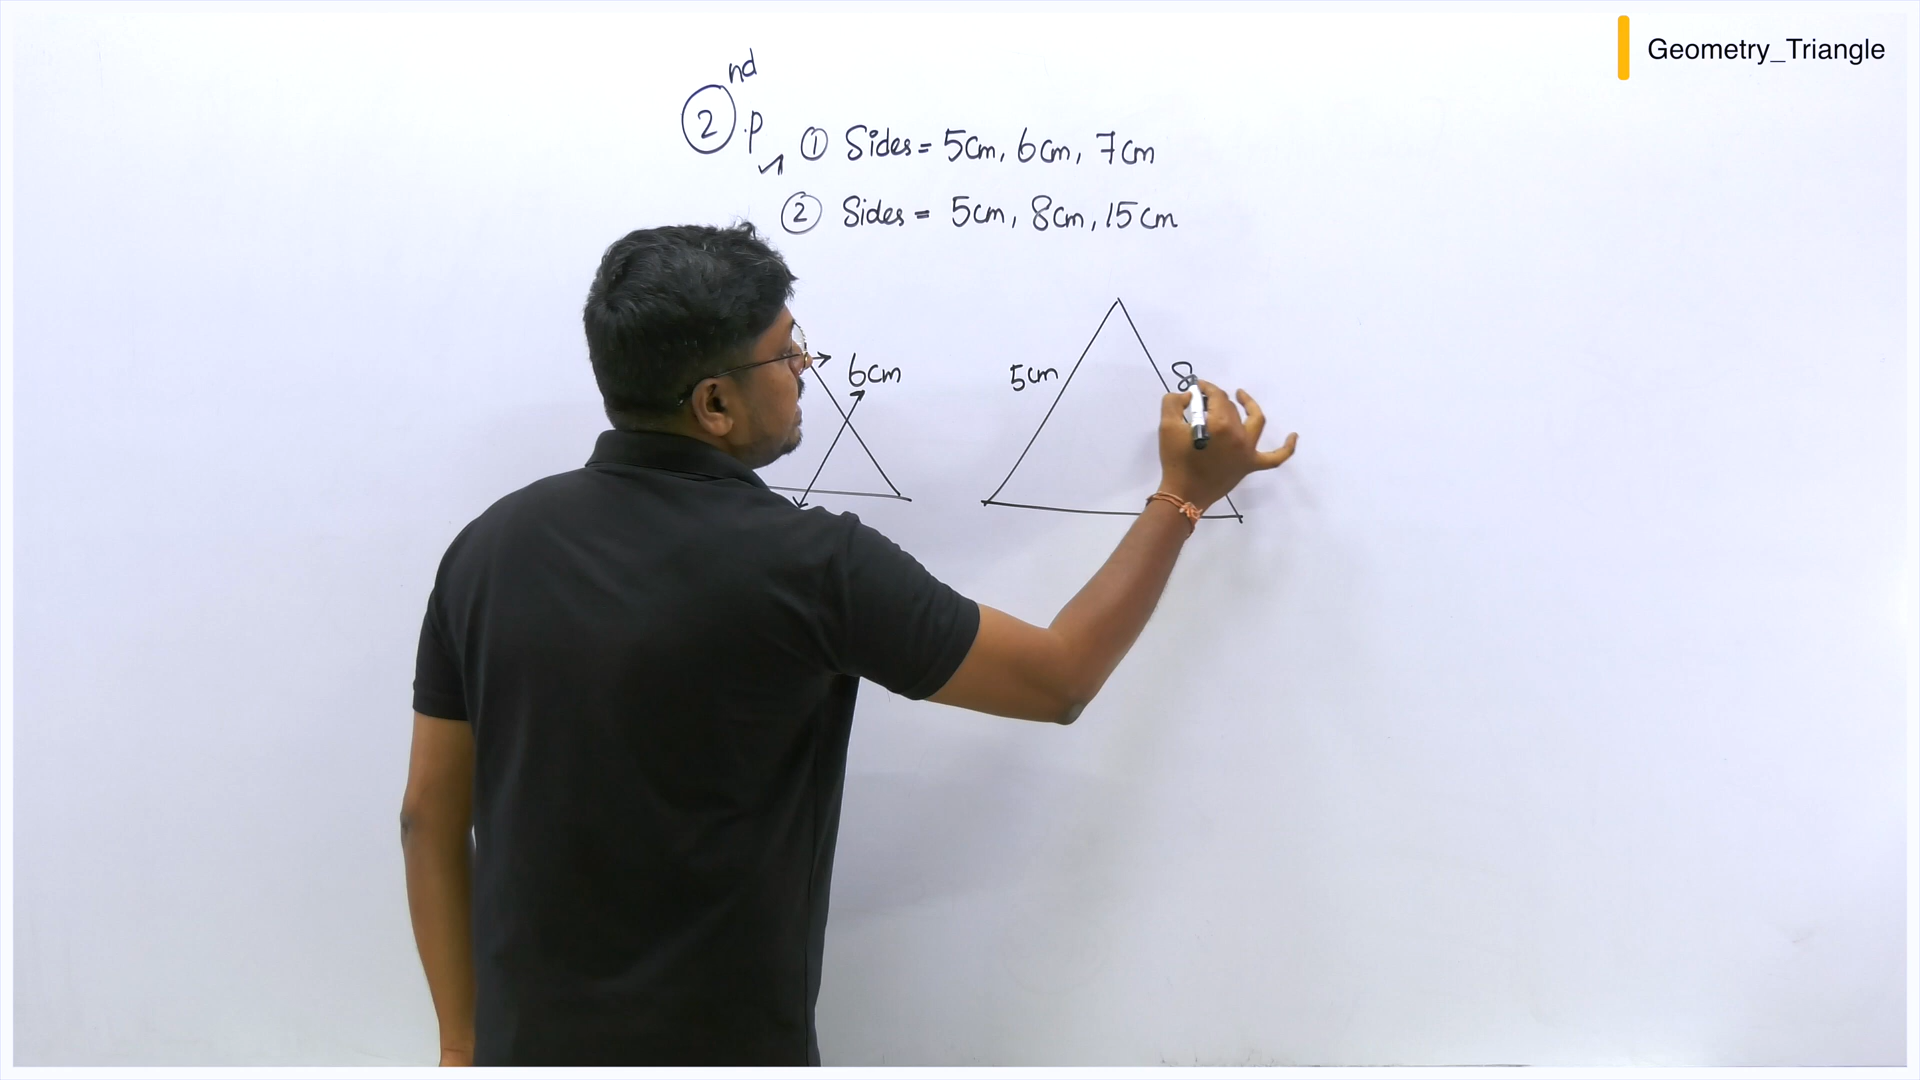 Geometry_Triangle
2nd P
① Sides = 5cm, 6cm, 7cm
② Sides = 5cm, 8cm, 15cm
6cm
5cm
8